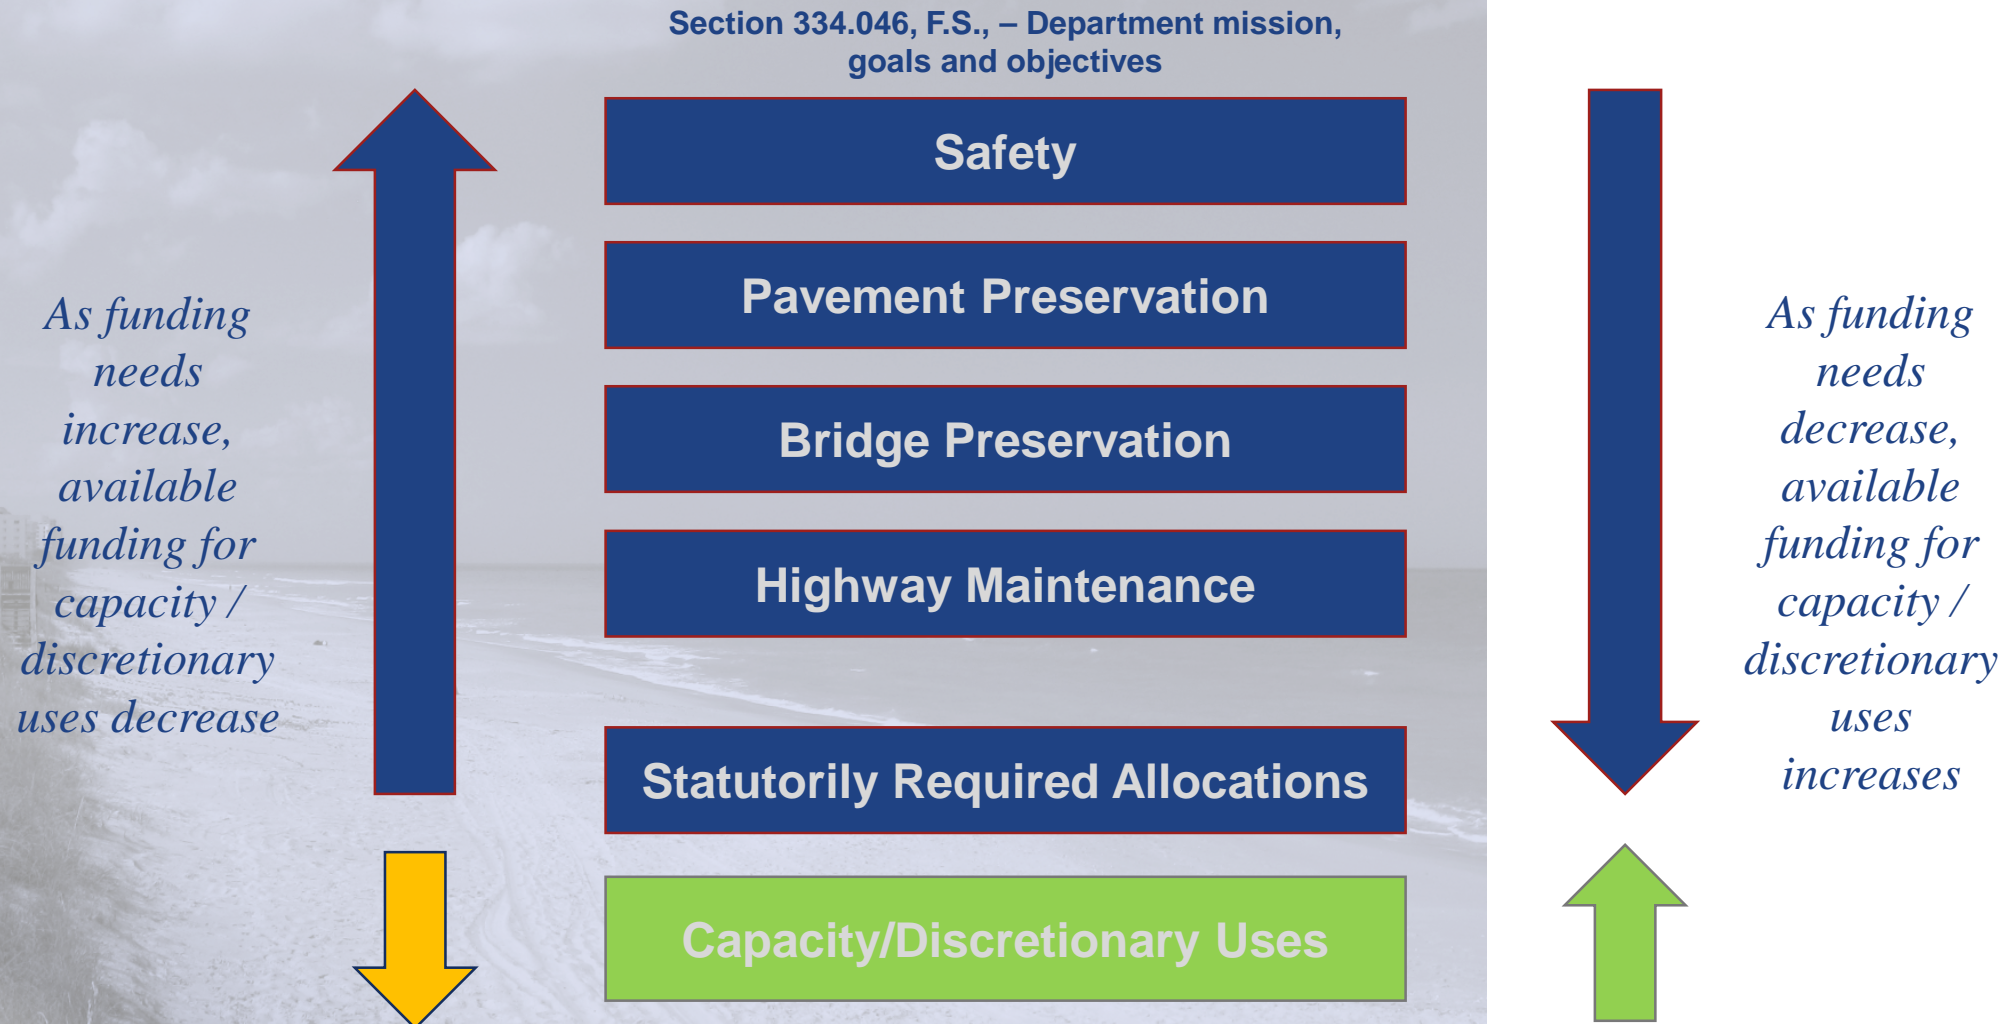 Section 334.046, F.S., – Department mission,
goals and objectives
Safety
Pavement Preservation
Bridge Preservation
Highway Maintenance
Statutorily Required Allocations
Capacity/Discretionary Uses
As funding
needs
increase,
available
funding for
capacity /
discretionary
uses decrease
As funding
needs
decrease,
available
funding for
capacity /
discretionary
uses
increases